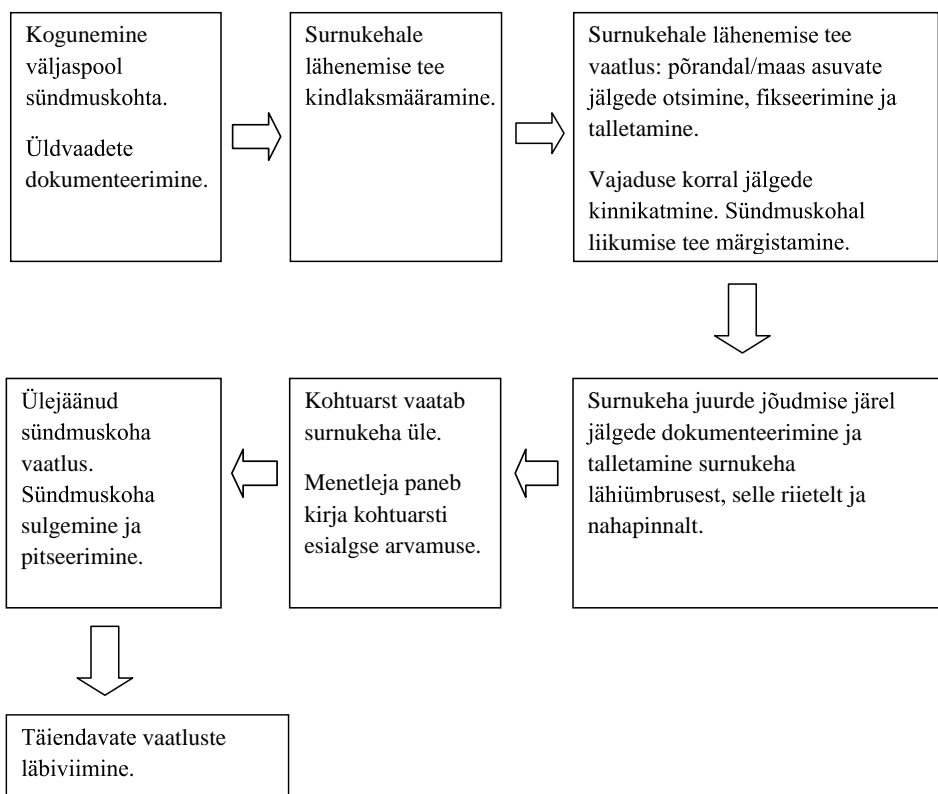 Kogunemine
väljaspool
sündmuskohta.
Üldvaadete
dokumenteerimine.
Surnukehale
lähenemise tee
kindlaksmääramine.
Surnukehale lähenemise tee
vaatlus: põrandal/maas asuvate
jälgede otsimine, fikseerimine ja
talletamine.
Vajaduse korral jälgede
kinnikatmine. Sündmuskohal
liikumise tee märgistamine.
Surnukeha juurde jõudmise järel
jälgede dokumenteerimine ja
talletamine surnukeha
lähiümbrusest, selle riietelt ja
nahapinnalt.
Kohtuarst vaatab
surnukeha üle.
Menetleja paneb
kirja kohtuarsti
esialgse arvamuse.
Ülejäänud
sündmuskoha
vaatlus.
Sündmuskoha
sulgemine ja
pitseerimine.
Täiendavate vaatluste
läbiviimine.